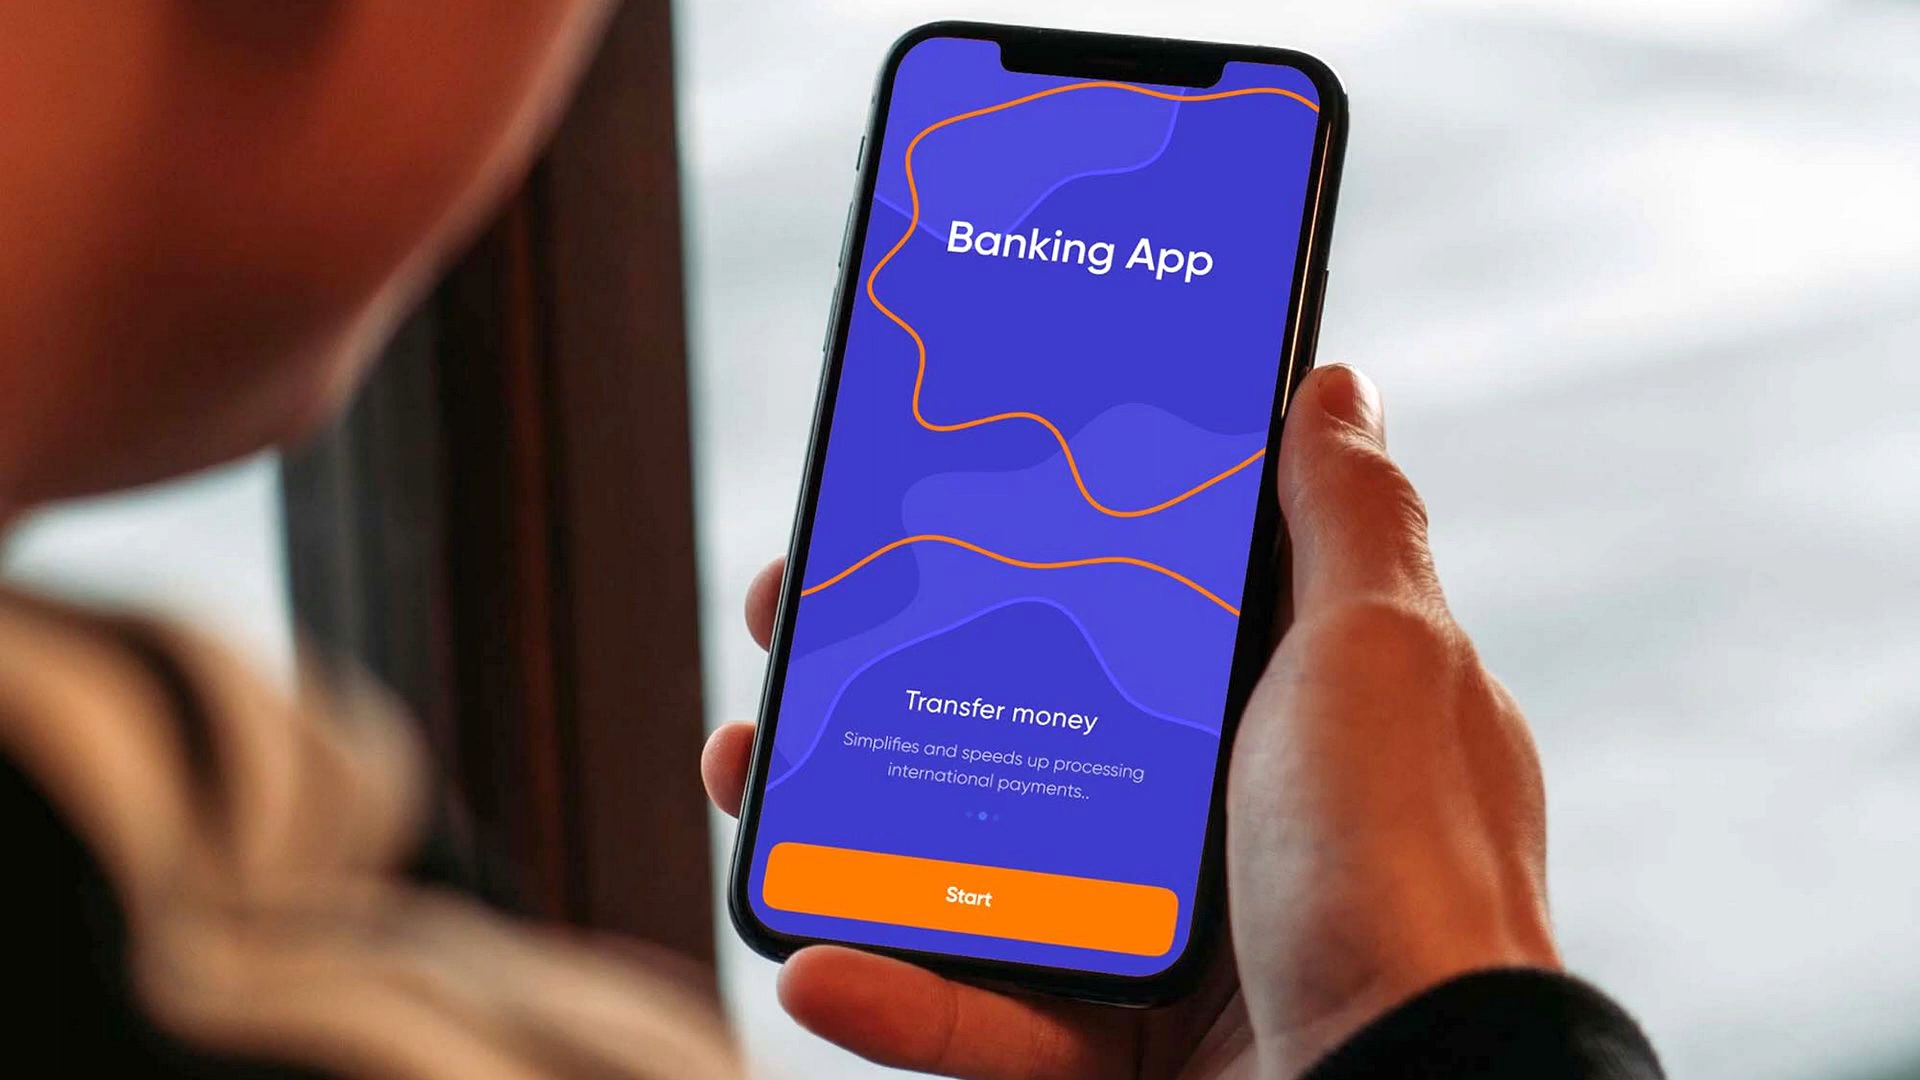 Banking App
Transfer money
Simplifies and speeds up processing
international payments..
Start